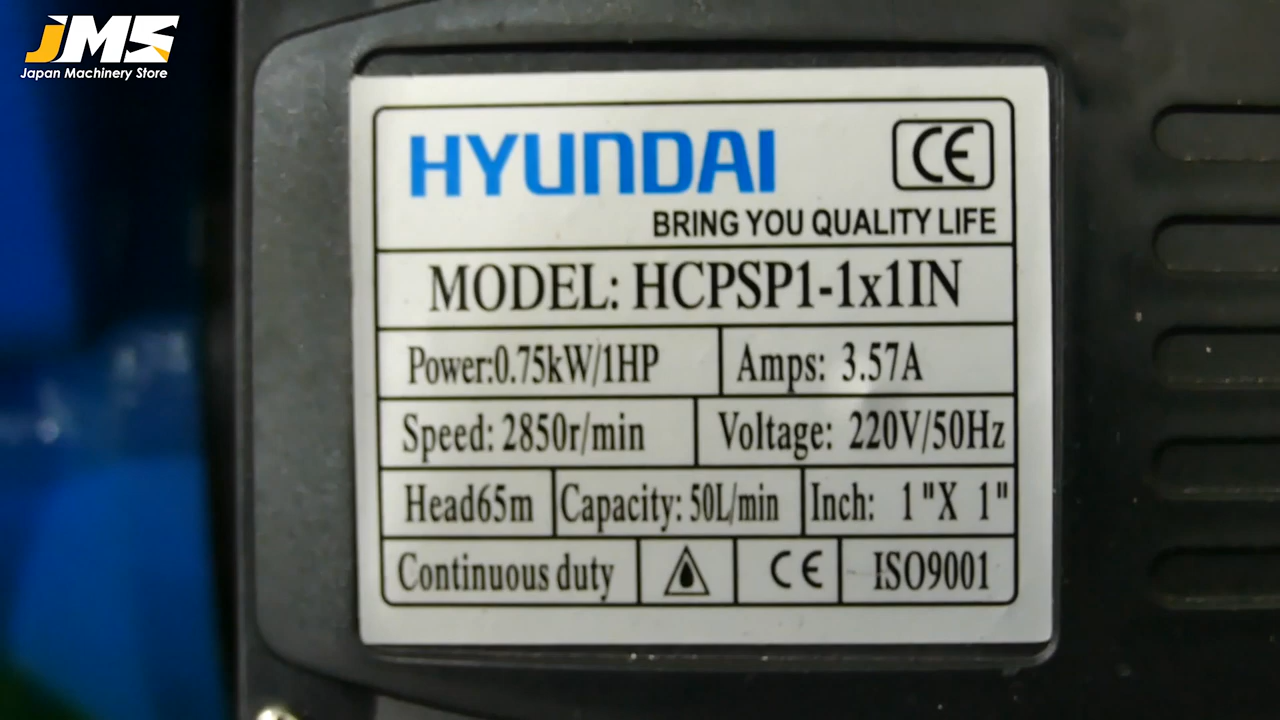 JMS
Japan Machinery Store
HYUNDAI
CE
BRING YOU QUALITY LIFE
MODEL: HCPSP1-1x1IN
Power:0.75kW/1HP Amps: 3.57A
Speed: 2850r/min Voltage: 220V/50Hz
Head65m Capacity: 50L/min Inch: 1"X 1"
Continuous duty CE ISO9001